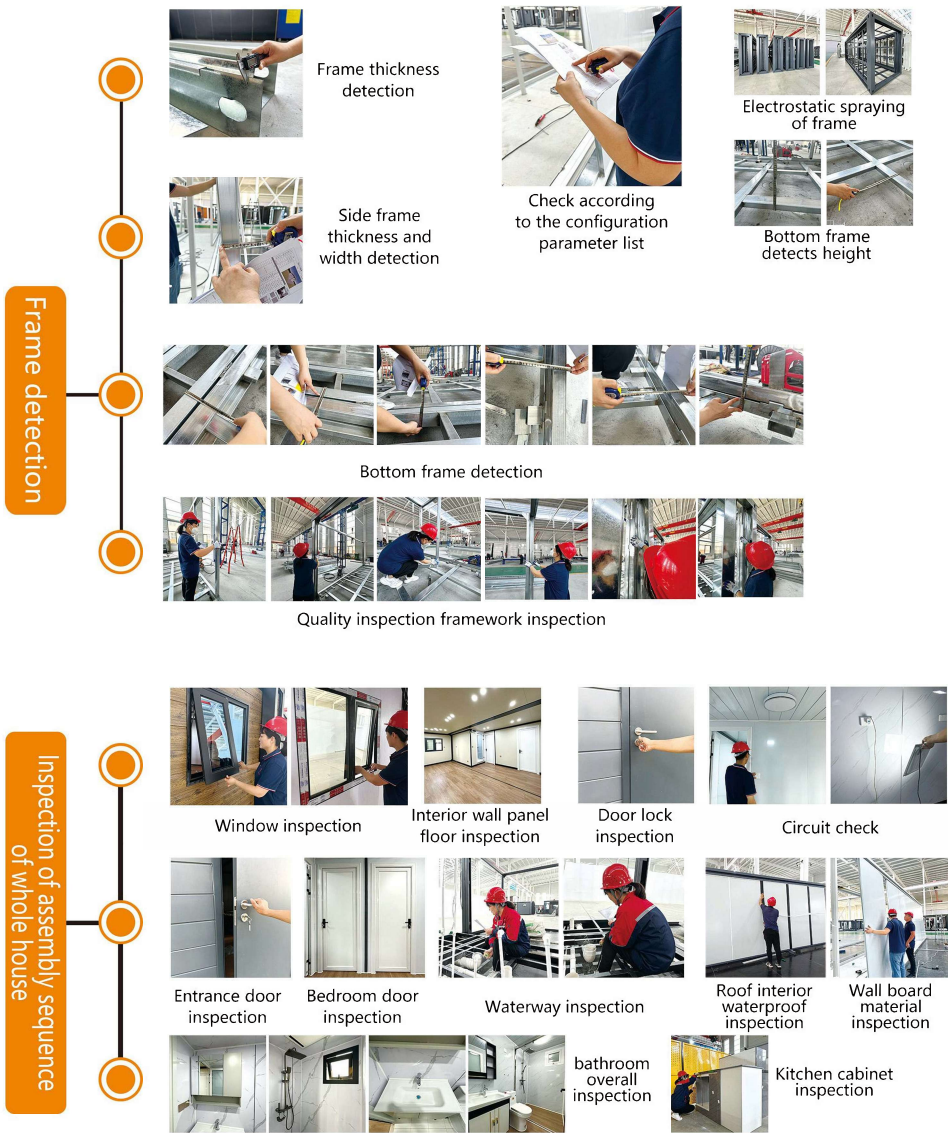 Frame detection
Frame thickness
detection
Check according
to the configuration
parameter list
Electrostatic spraying
of frame
Side frame
thickness and
width detection
Bottom frame
detects height
Bottom frame detection
Quality inspection framework inspection
Inspection of assembly sequence
of whole house
Window inspection
Interior wall panel
floor inspection
Door lock
inspection
Circuit check
Entrance door
inspection
Bedroom door
inspection
Waterway inspection
Roof interior
waterproof
inspection
Wall board
material
inspection
bathroom
overall
inspection
Kitchen cabinet
inspection